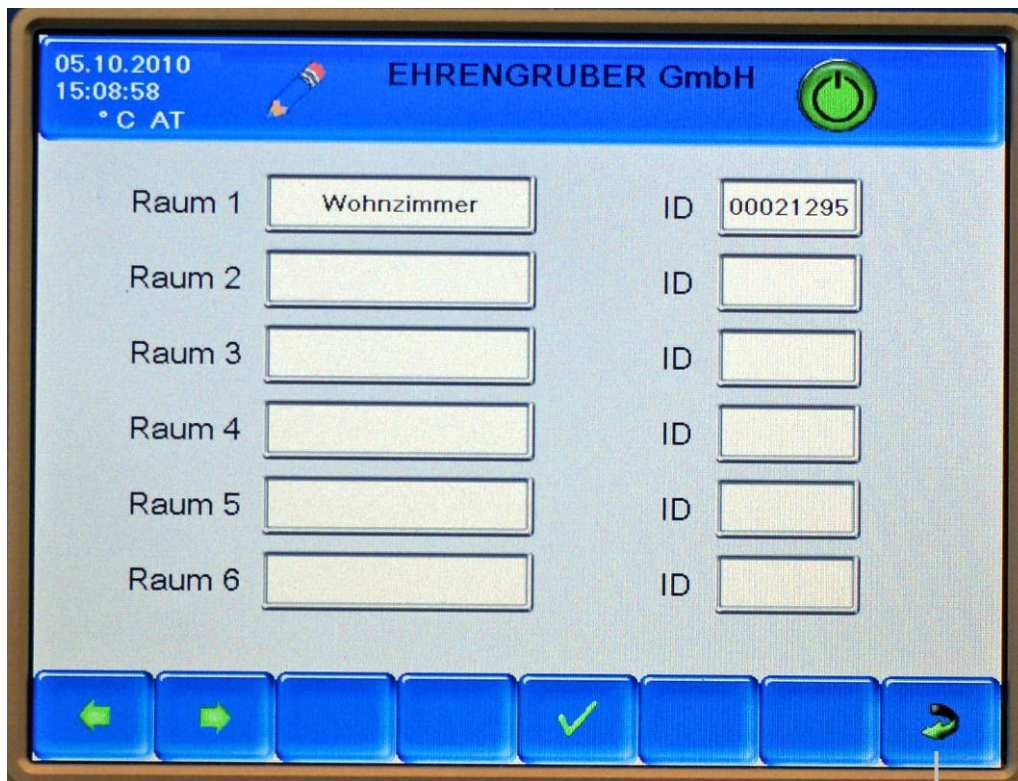 05.10.2010
15:08:58
° C AT
EHRENGRUBER GmbH
Raum 1 Wohnzimmer ID 00021295
Raum 2 ID
Raum 3 ID
Raum 4 ID
Raum 5 ID
Raum 6 ID